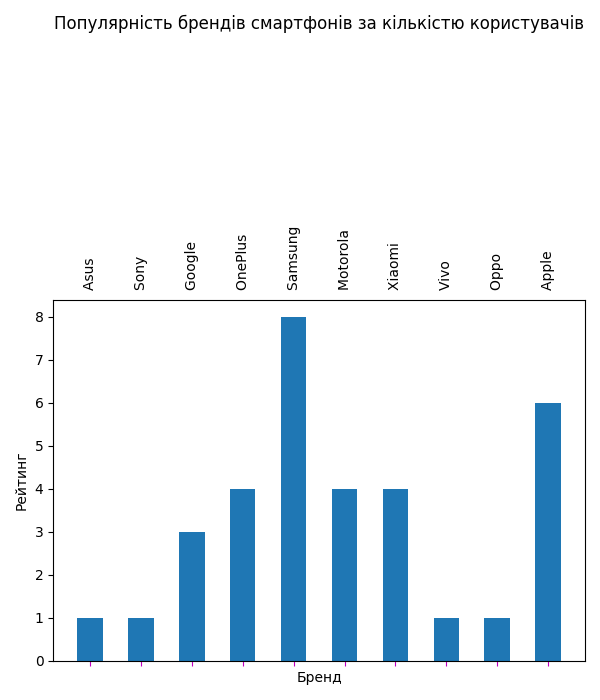 Популярність брендів смартфонів за кількістю користувачів
Asus
Sony
Google
OnePlus
Samsung
Motorola
Xiaomi
Vivo
Oppo
Apple
8
7
6
5
4
3
2
1
0
Рейтинг
Бренд